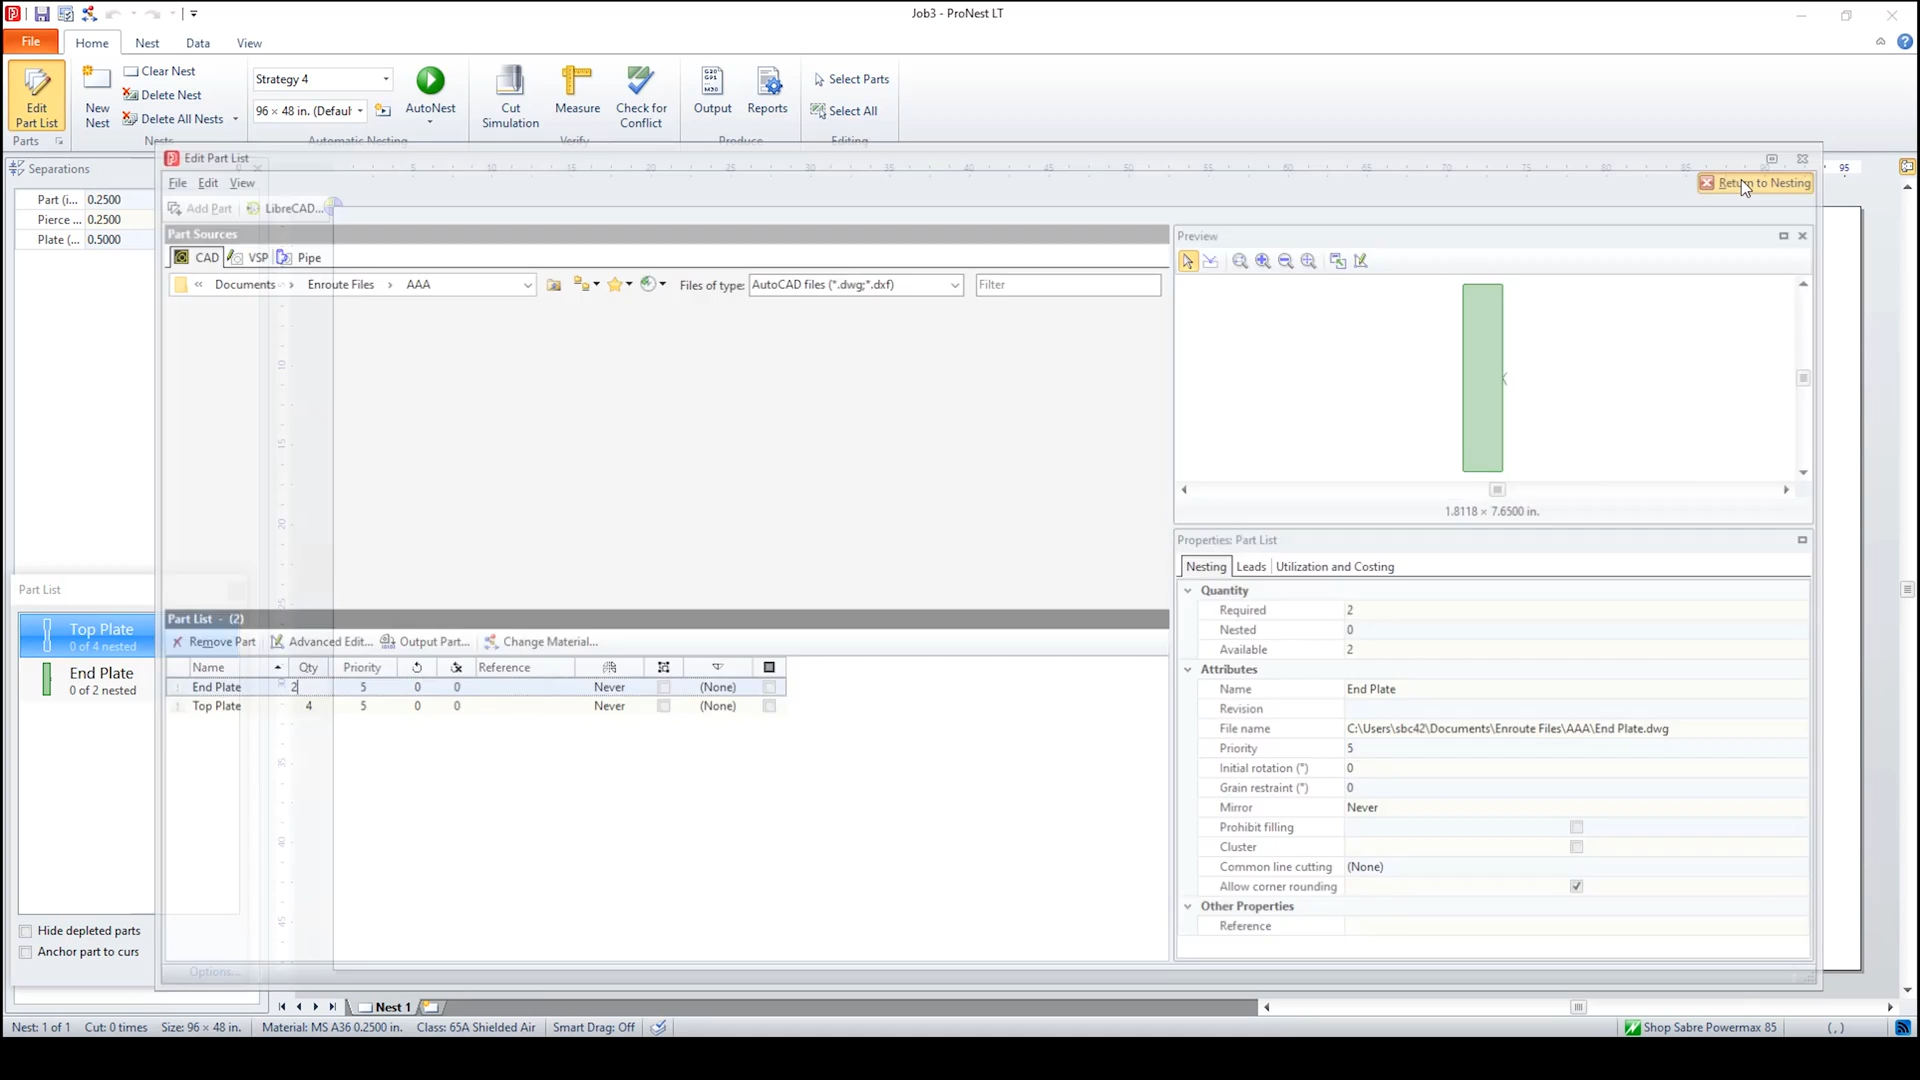 Job3 - ProNest LT
File
Home
Nest
Data
View
Edit
Part List
New
Nest
Clear Nest
Delete Nest
Delete All Nests
Strategy 4
96 × 48 in. (Defaul
AutoNest
Cut
Simulation
Measure
Check for
Conflict
Output
Reports
Select Parts
Select All
Parts
Nests
Automatic Nesting
Verify
Produce
Editing
Separations
Part (i... 0.2500
Pierce ... 0.2500
Plate (... 0.5000
Edit Part List
File Edit View
Return to Nesting
Add Part
LibreCAD...
Part Sources
CAD
VSP
Pipe
« Documents > Enroute Files > AAA
Files of type:
AutoCAD files (*.dwg;*.dxf)
Filter
Preview
1.8118 × 7.6500 in.
Part List
Top Plate
0 of 4 nested
End Plate
0 of 2 nested
Hide depleted parts
Anchor part to curs
Part List - (2)
Remove Part
Advanced Edit...
Output Part...
Change Material...
Name Qty Priority Reference
End Plate 2 5 0 0 Never (None)
Top Plate 4 5 0 0 Never (None)
Options...
Properties: Part List
Nesting
Leads
Utilization and Costing
Quantity
Required 2
Nested 0
Available 2
Attributes
Name End Plate
Revision
File name C:\Users\sbc42\Documents\Enroute Files\AAA\End Plate.dwg
Priority 5
Initial rotation (°) 0
Grain restraint (°) 0
Mirror Never
Prohibit filling
Cluster
Common line cutting (None)
Allow corner rounding
Other Properties
Reference
Nest 1
Nest: 1 of 1
Cut: 0 times
Size: 96 × 48 in.
Material: MS A36 0.2500 in.
Class: 65A Shielded Air
Smart Drag: Off
Shop Sabre Powermax 85
( , )